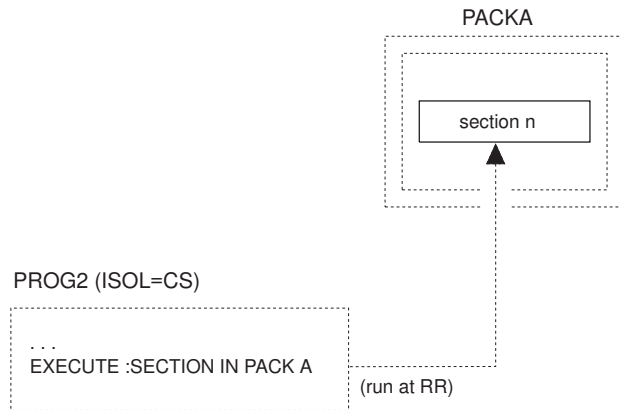 PACKA
section n
PROG2 (ISOL=CS)
. . .
EXECUTE :SECTION IN PACK A
(run at RR)